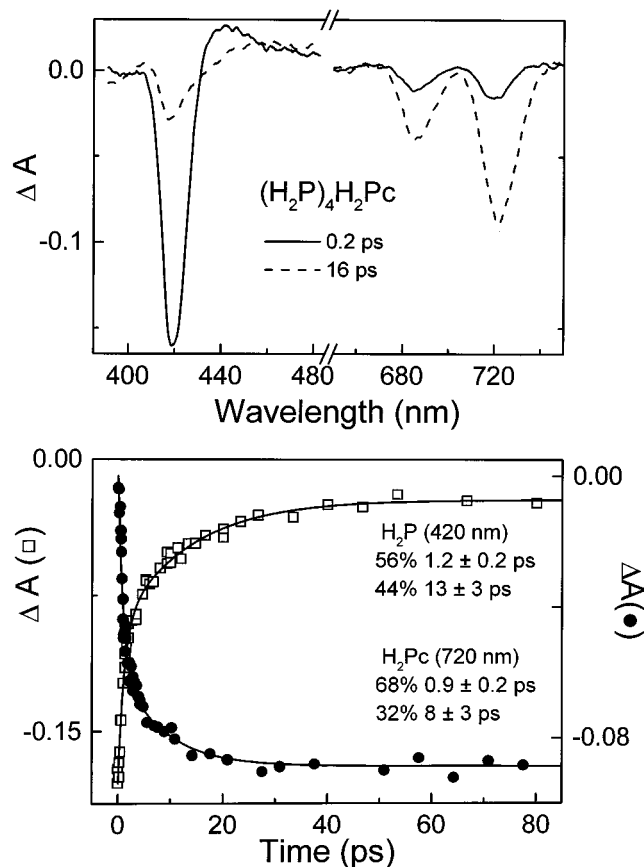 0.0
-0.1
Δ A
(H₂P)₄H₂Pc
0.2 ps
16 ps
400 440 480 680 720
Wavelength (nm)
0.00
-0.15
Δ A (□)
0.00
-0.08
ΔA(●)
H₂P (420 nm)
56% 1.2 ± 0.2 ps
44% 13 ± 3 ps
H₂Pc (720 nm)
68% 0.9 ± 0.2 ps
32% 8 ± 3 ps
0 20 40 60 80
Time (ps)